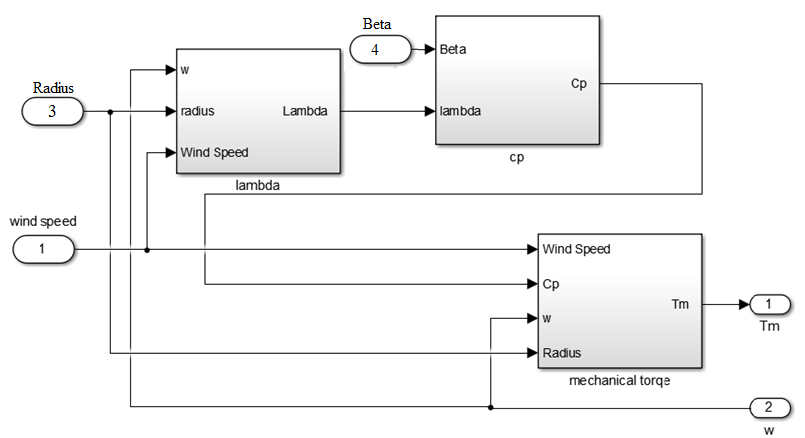 Beta
4
Beta
Cp
lambda
cp
Radius
3
w
radius
Lambda
Wind Speed
lambda
wind speed
1
Wind Speed
Cp
Tm
w
Radius
mechanical torqe
1
Tm
2
w